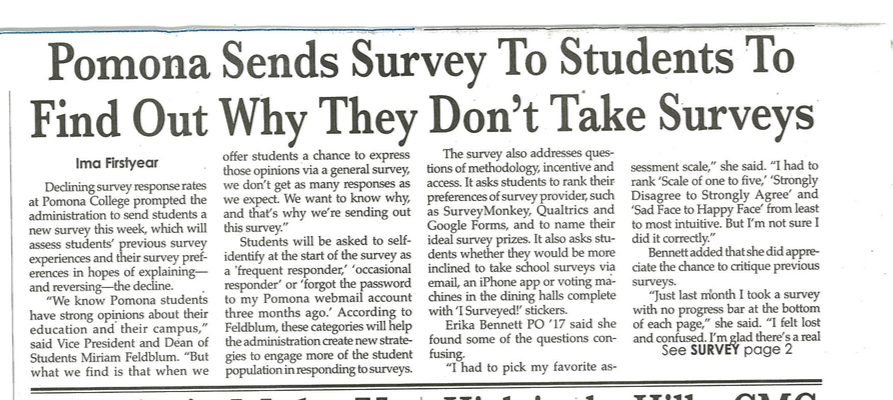 Pomona Sends Survey To Students To
Find Out Why They Don't Take Surveys
Ima Firstyear
Declining survey response rates
at Pomona College prompted the
administration to send students a
new survey this week, which will
assess students' previous survey
experiences and their survey pref-
erences in hopes of explaining—
and reversing—the decline.
"We know Pomona students
have strong opinions about their
education and their campus,"
said Vice President and Dean of
Students Miriam Feldblum. "But
what we find is that when we
offer students a chance to express
those opinions via a general survey,
we don't get as many responses as
we expect. We want to know why,
and that's why we're sending out
this survey."
Students will be asked to self-
identify at the start of the survey as
a 'frequent responder,' 'occasional
responder' or 'forgot the password
to my Pomona webmail account
three months ago.' According to
Feldblum, these categories will help
the administration create new strate-
gies to engage more of the student
population in responding to surveys.
The survey also addresses ques-
tions of methodology, incentive and
access. It asks students to rank their
preferences of survey provider, such
as SurveyMonkey, Qualtrics and
Google Forms, and to name their
ideal survey prizes. It also asks stu-
dents whether they would be more
inclined to take school surveys via
email, an iPhone app or voting ma-
chines in the dining halls complete
with 'I Surveyed!' stickers.
Erika Bennett PO '17 said she
found some of the questions con-
fusing.
"I had to pick my favorite as-
sessment scale," she said. "I had to
rank 'Scale of one to five,' 'Strongly
Disagree to Strongly Agree' and
'Sad Face to Happy Face' from least
to most intuitive. But I'm not sure I
did it correctly."
Bennett added that she did appre-
ciate the chance to critique previous
surveys.
"Just last month I took a survey
with no progress bar at the bottom
of each page," she said. "I felt lost
and confused. I'm glad there's a real
See SURVEY page 2